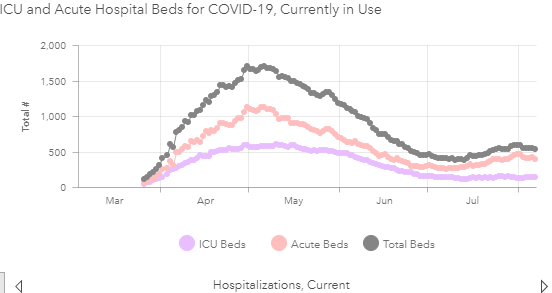 ICU and Acute Hospital Beds for COVID-19, Currently in Use
2,000
1,500
1,000
500
0
Total #
Mar Apr May Jun Jul
ICU Beds Acute Beds Total Beds
Hospitalizations, Current